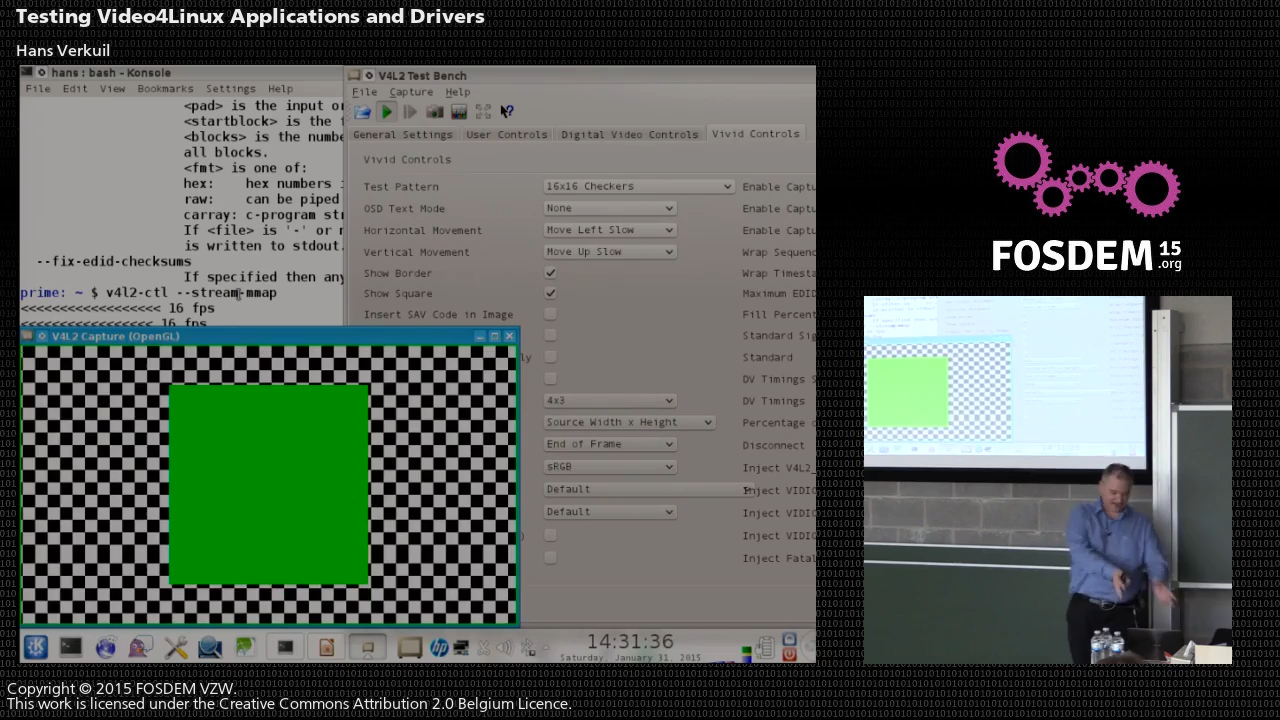 Testing Video4Linux Applications and Drivers
Hans Verkuil
hans : bash - Konsole
File Edit View Bookmarks Settings Help
<pad> is the input or
<startblock> is the f
<blocks> is the numbe
all blocks.
<fmt> is one of:
hex: hex numbers i
raw: can be piped
carray: c-program str
If <file> is '-' or n
is written to stdout.
--fix-edid-checksums
If specified then any
prime: ~ $ v4l2-ctl --stream-mmap
<<<<<<<<<<<<<<<<<< 16 fps
<<<<<<<<<<<<<<<<<< 16 fps
V4L2 Test Bench
File Capture Help
General Settings User Controls Digital Video Controls Vivid Controls
Vivid Controls
Test Pattern 16x16 Checkers Enable Captu
OSD Text Mode None Enable Captu
Horizontal Movement Move Left Slow Enable Captu
Vertical Movement Move Up Slow Wrap Sequenc
Show Border Wrap Timesta
Show Square Maximum EDID
Insert SAV Code in Image Fill Percent
Standard Sig
ly Standard
DV Timings S
4x3 DV Timings
Source Width x Height Percentage o
End of Frame Disconnect
sRGB Inject V4L2_
Default Inject VIDIO
Default Inject VIDIO
) Inject VIDIO
Inject Fatal
V4L2 Capture (OpenGL)
hp
14:31:36
Saturday, January 31, 2015
FOSDEM 15 .org
Copyright © 2015 FOSDEM VZW.
This work is licensed under the Creative Commons Attribution 2.0 Belgium Licence.